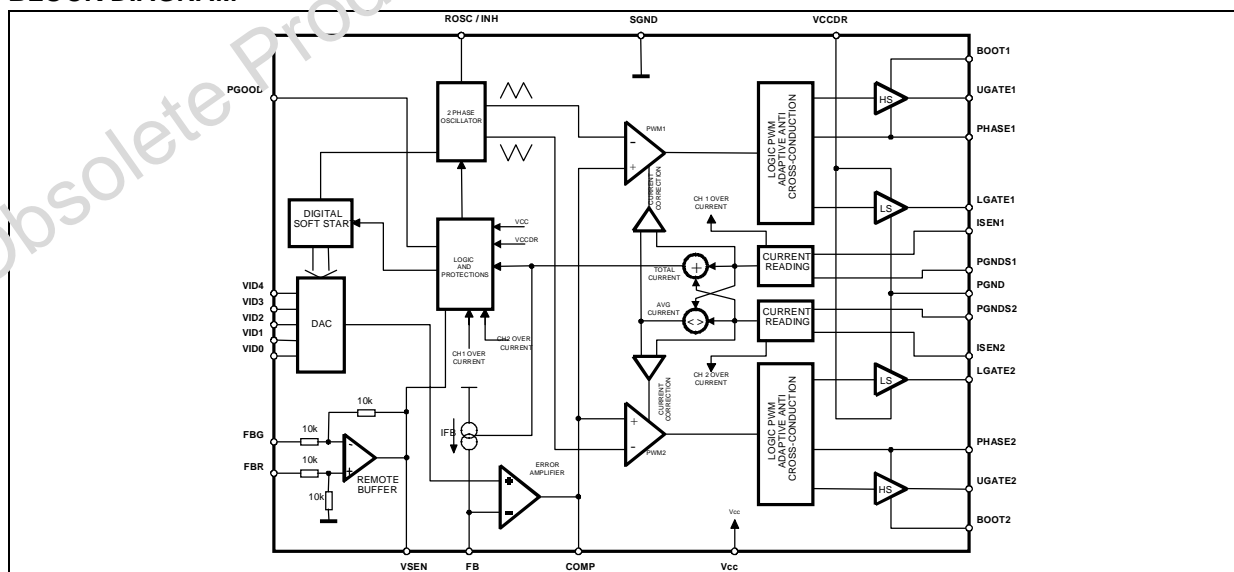 BLOCK DIAGRAM
Obsolete Prod
ROSC / INH
SGND
VCCDR
BOOT1
PGOOD
2 PHASE
OSCILLATOR
PWM1
LOGIC PWM
ADAPTIVE ANTI
CROSS-CONDUCTION
HS
UGATE1
PHASE1
CURRENT
CORRECTION
CH 1 OVER
CURRENT
LS
LGATE1
DIGITAL
SOFT START
VCC
VCCDR
LOGIC
AND
PROTECTIONS
ISEN1
CURRENT
READING
TOTAL
CURRENT
+
PGNDS1
PGND
VID4
VID3
VID2
VID1
VID0
DAC
AVG
CURRENT
< >
CURRENT
READING
PGNDS2
CH1 OVER
CURRENT
CH2 OVER
CURRENT
CH 2 OVER
CURRENT
ISEN2
LS
LGATE2
CURRENT
CORRECTION
10k
IFB
+
-
PWM2
LOGIC PWM
ADAPTIVE ANTI
CROSS-CONDUCTION
FBG
10k
-
+
FBR
10k
10k
REMOTE
BUFFER
ERROR
AMPLIFIER
+
-
PHASE2
HS
UGATE2
Vcc
BOOT2
VSEN
FB
COMP
Vcc